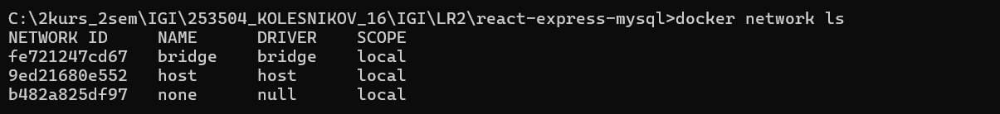 C:\2kurs_2sem\IGI\253504_KOLESNIKOV_16\IGI\LR2\react-express-mysql>docker network ls
NETWORK ID     NAME      DRIVER    SCOPE
fe721247cd67   bridge    bridge    local
9ed21680e552   host      host      local
b482a825df97   none      null      local